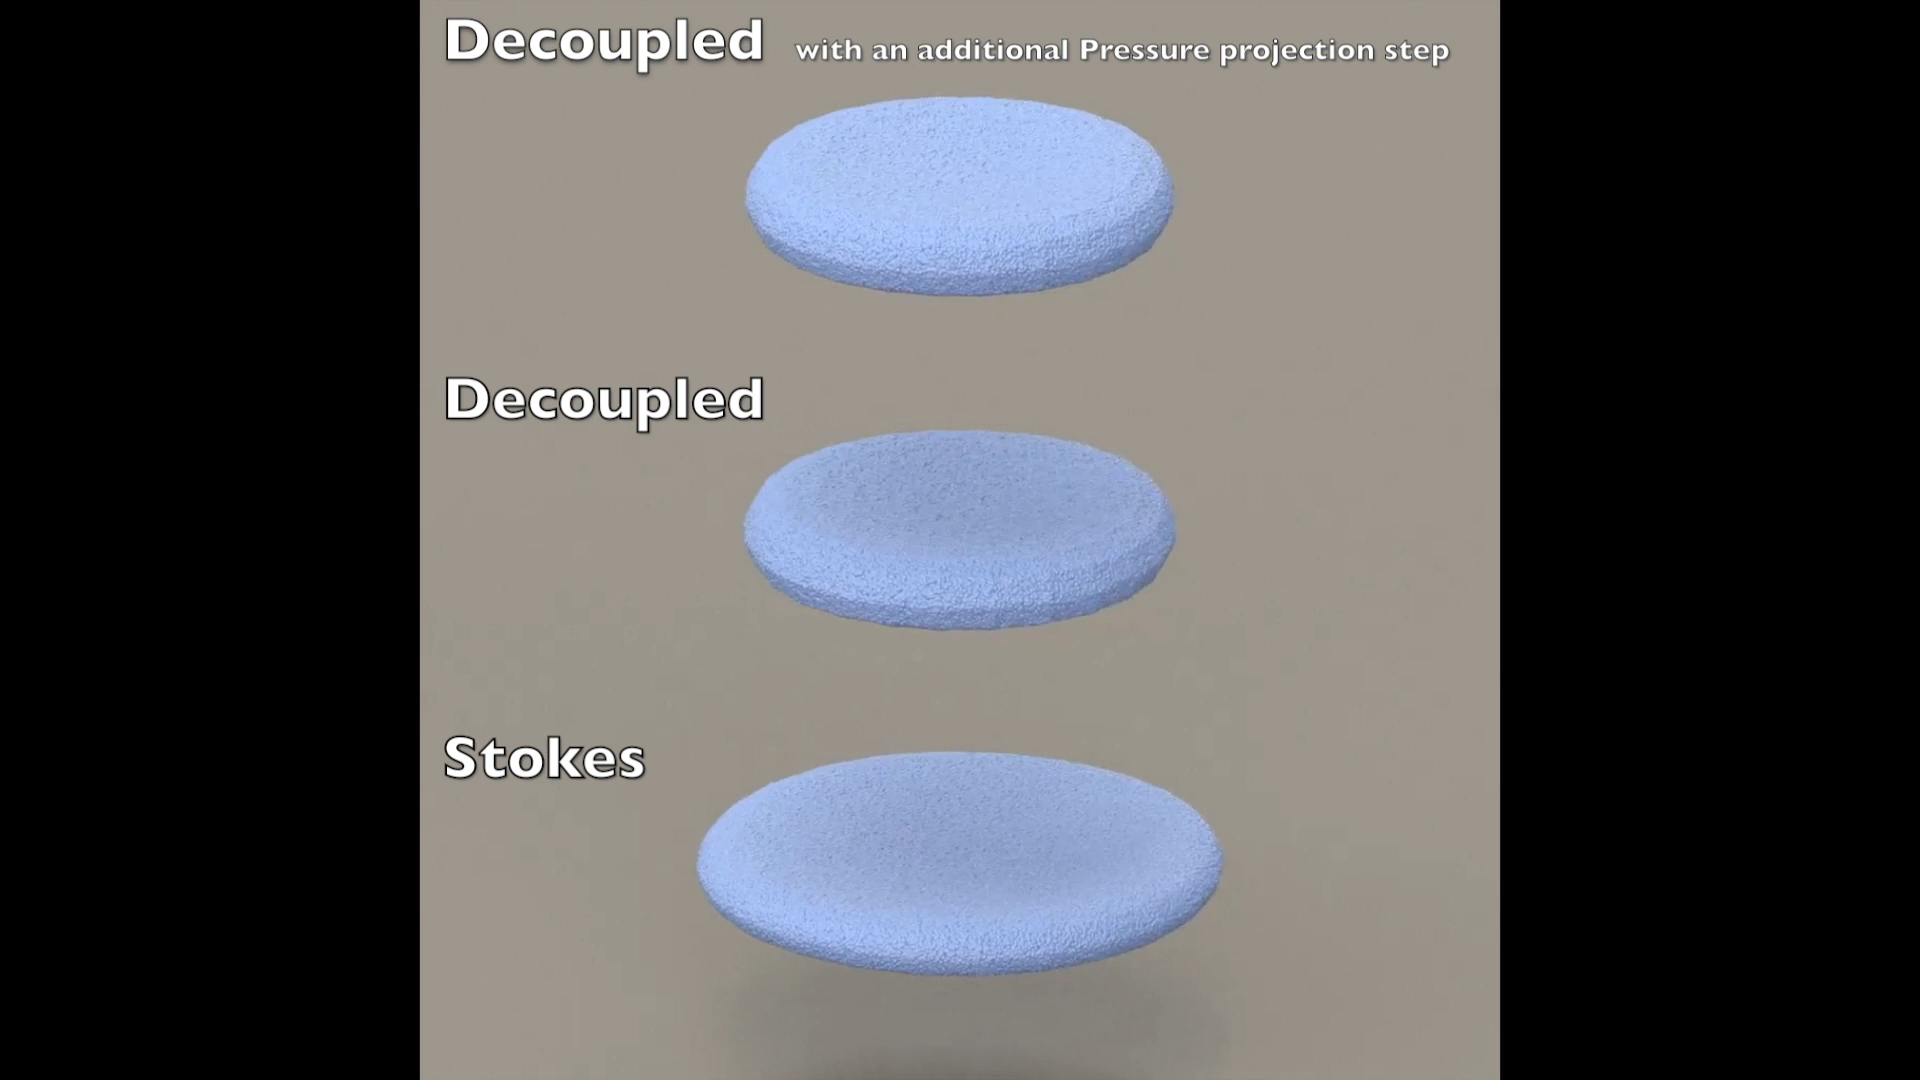 Decoupled with an additional Pressure projection step
Decoupled
Stokes